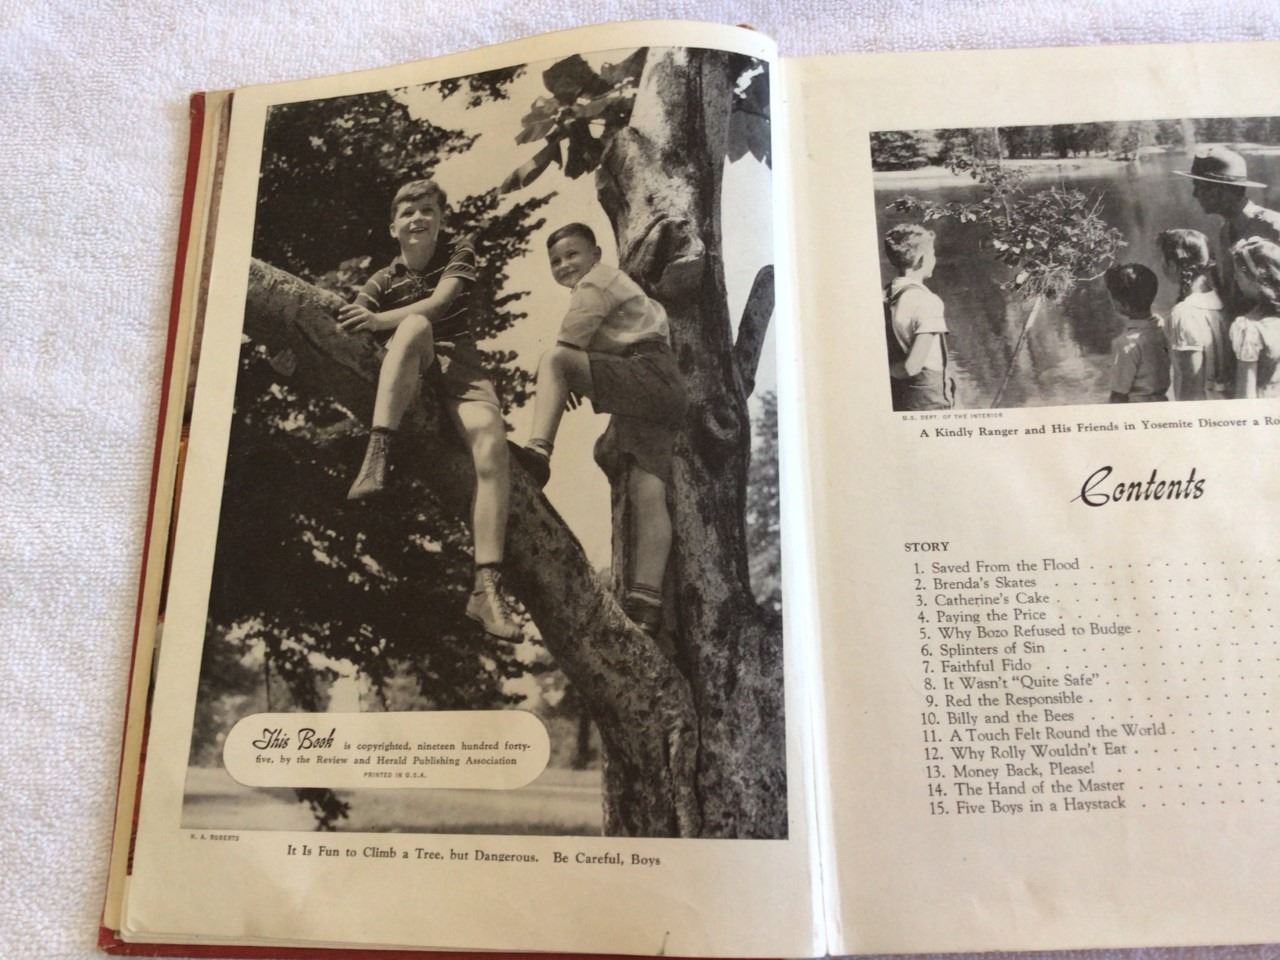 This Book is copyrighted, nineteen hundred forty-
five, by the Review and Herald Publishing Association
PRINTED IN U.S.A.
H. A. ROBERTS
It Is Fun to Climb a Tree, but Dangerous. Be Careful, Boys
U.S. DEPT. OF THE INTERIOR
A Kindly Ranger and His Friends in Yosemite Discover a
Contents
STORY
1. Saved From the Flood
2. Brenda's Skates
3. Catherine's Cake
4. Paying the Price
5. Why Bozo Refused to Budge
6. Splinters of Sin
7. Faithful Fido
8. It Wasn't "Quite Safe"
9. Red the Responsible
10. Billy and the Bees
11. A Touch Felt Round the World
12. Why Rolly Wouldn't Eat
13. Money Back, Please!
14. The Hand of the Master
15. Five Boys in a Haystack